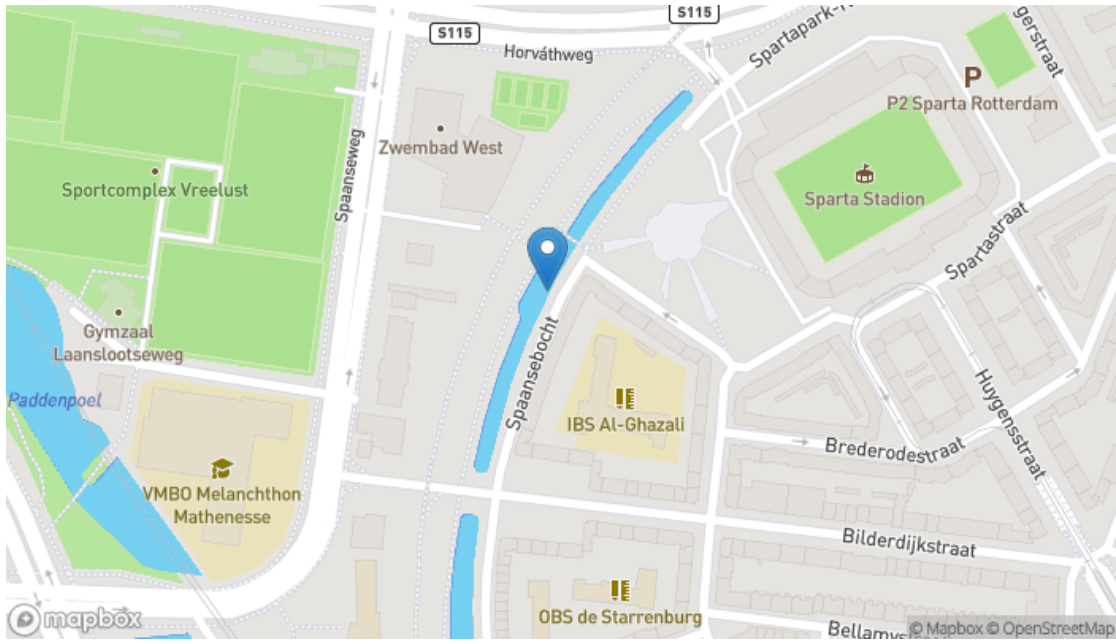 S115
S115
Horváthweg
Spartapark-N
gerstraat
P
P2 Sparta Rotterdam
Zwembad West
Spaanseweg
Sportcomplex Vreelust
Sparta Stadion
Spartastraat
Gymzaal
Laanslootseweg
Spaansebocht
Paddenpoel
IBS Al-Ghazali
Huygensstraat
Brederodestraat
VMBO Melanchthon
Mathenesse
Bilderdijkstraat
OBS de Starrenburg
Bellamys
mapbox
© Mapbox © OpenStreetMap